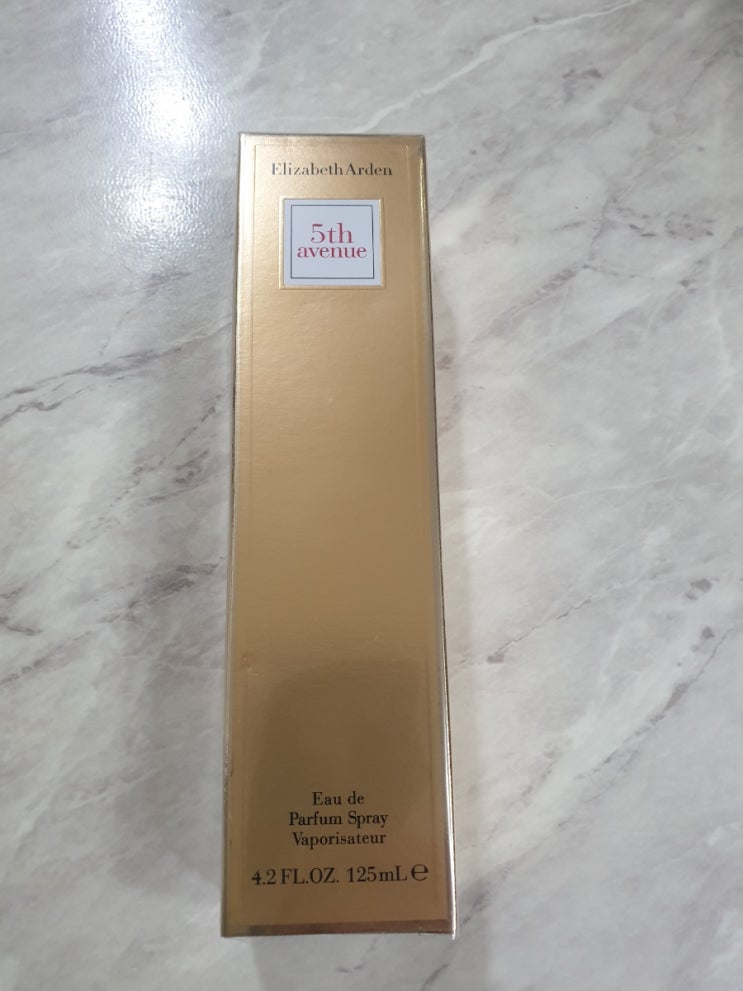 ElizabethArden
5th
avenue
Eau de
Parfum Spray
Vaporisateur
4.2 FL.OZ. 125mL ℮